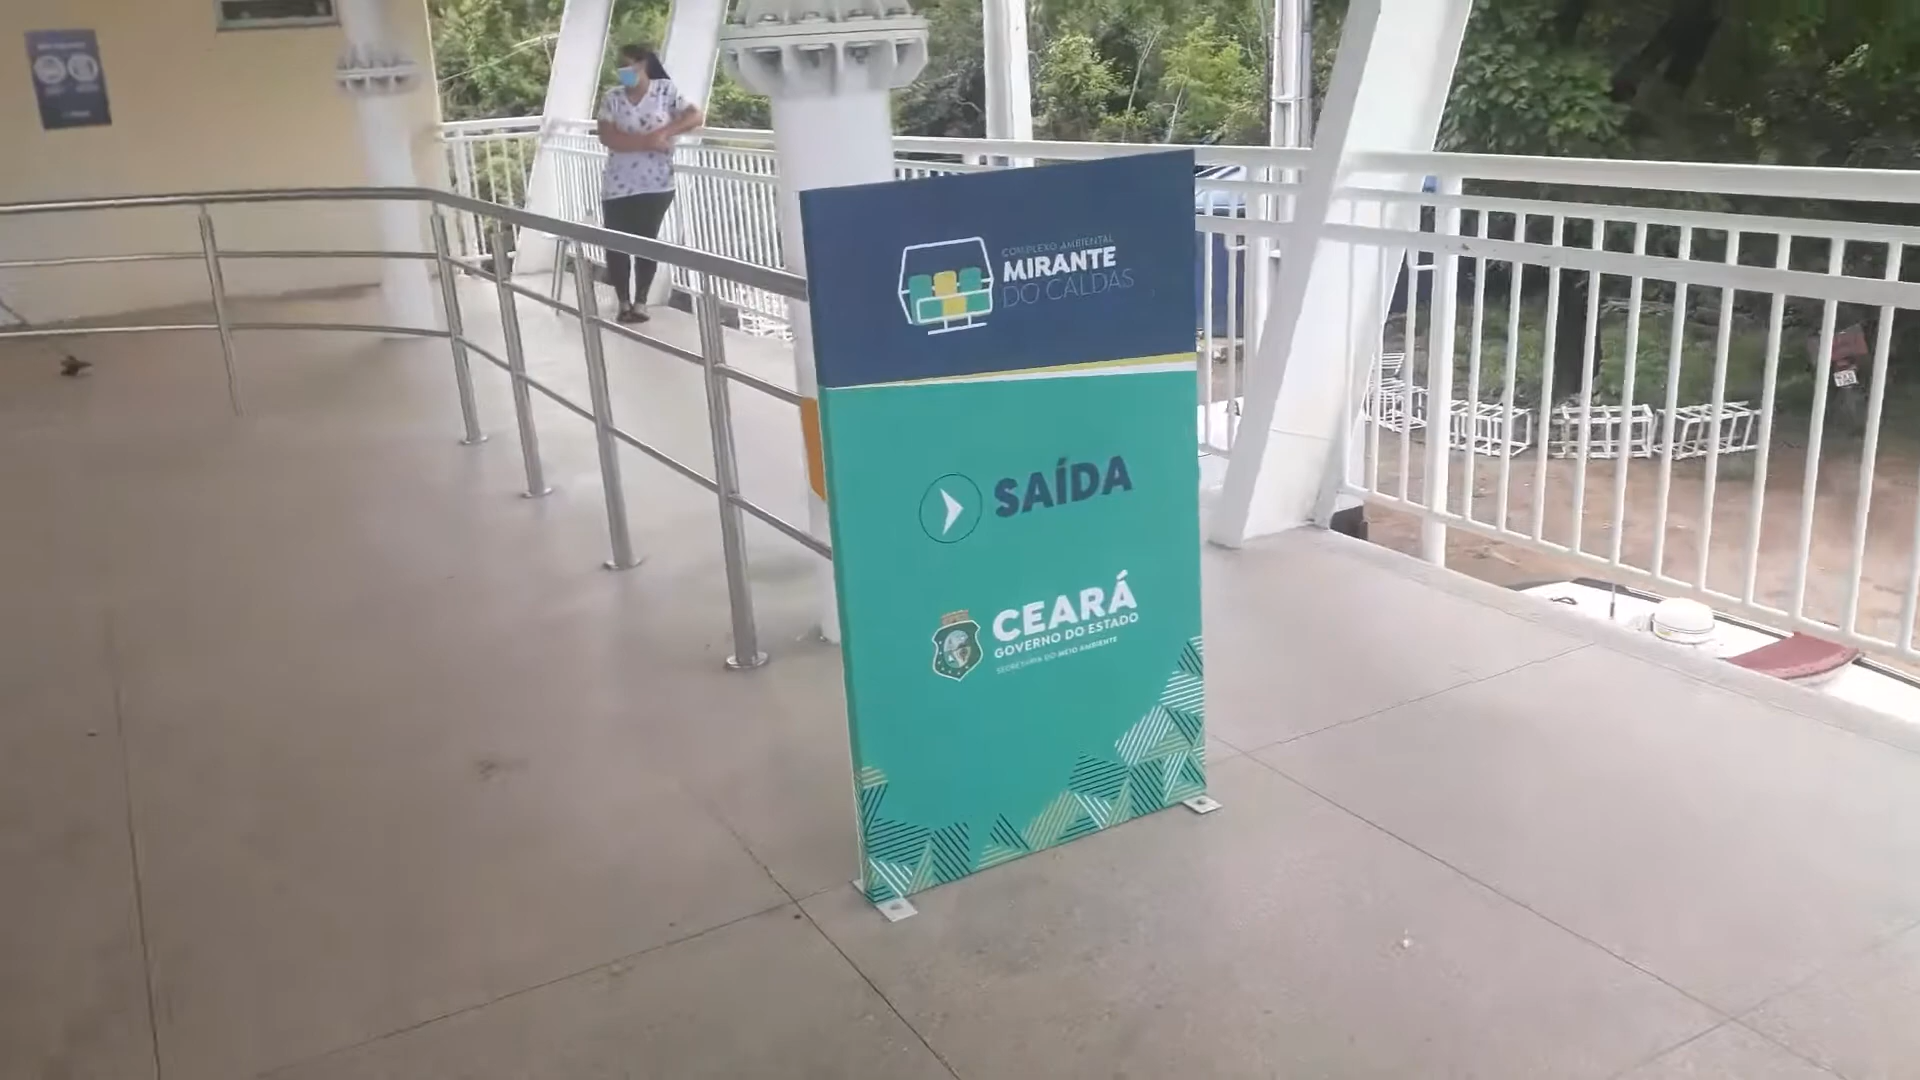 COMPLEXO AMBIENTAL
MIRANTE
DO CALDAS
SAÍDA
CEARÁ
GOVERNO DO ESTADO
SECRETARIA DO MEIO AMBIENTE